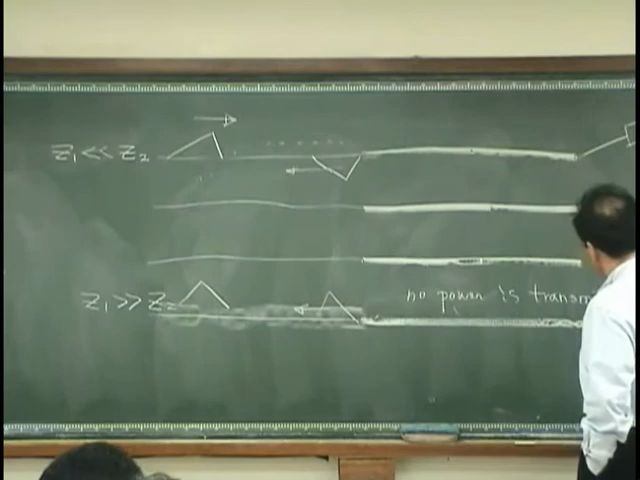 Z₁ << Z₂
Z₁ >> Z₂
no power is transm